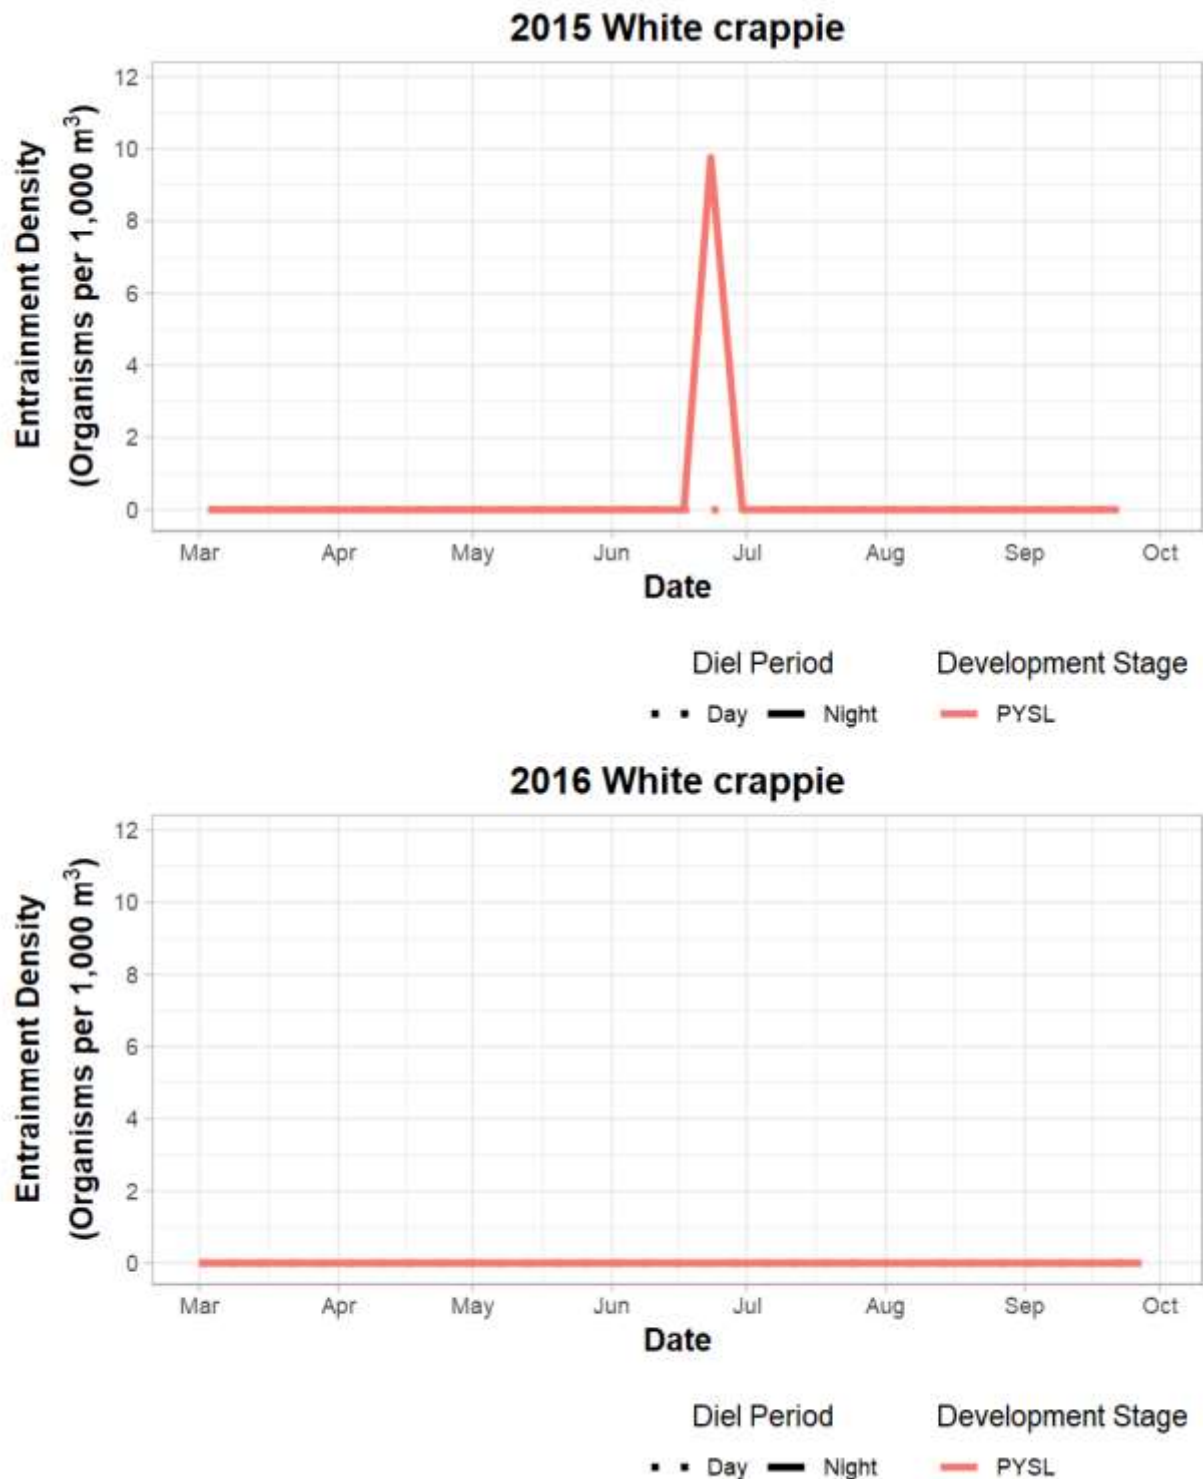 2015 White crappie
Entrainment Density
(Organisms per 1,000 m³)
12
10
8
6
4
2
0
Mar Apr May Jun Jul Aug Sep Oct
Date
Diel Period Development Stage
Day Night PYSL
2016 White crappie
Entrainment Density
(Organisms per 1,000 m³)
12
10
8
6
4
2
0
Mar Apr May Jun Jul Aug Sep Oct
Date
Diel Period Development Stage
Day Night PYSL